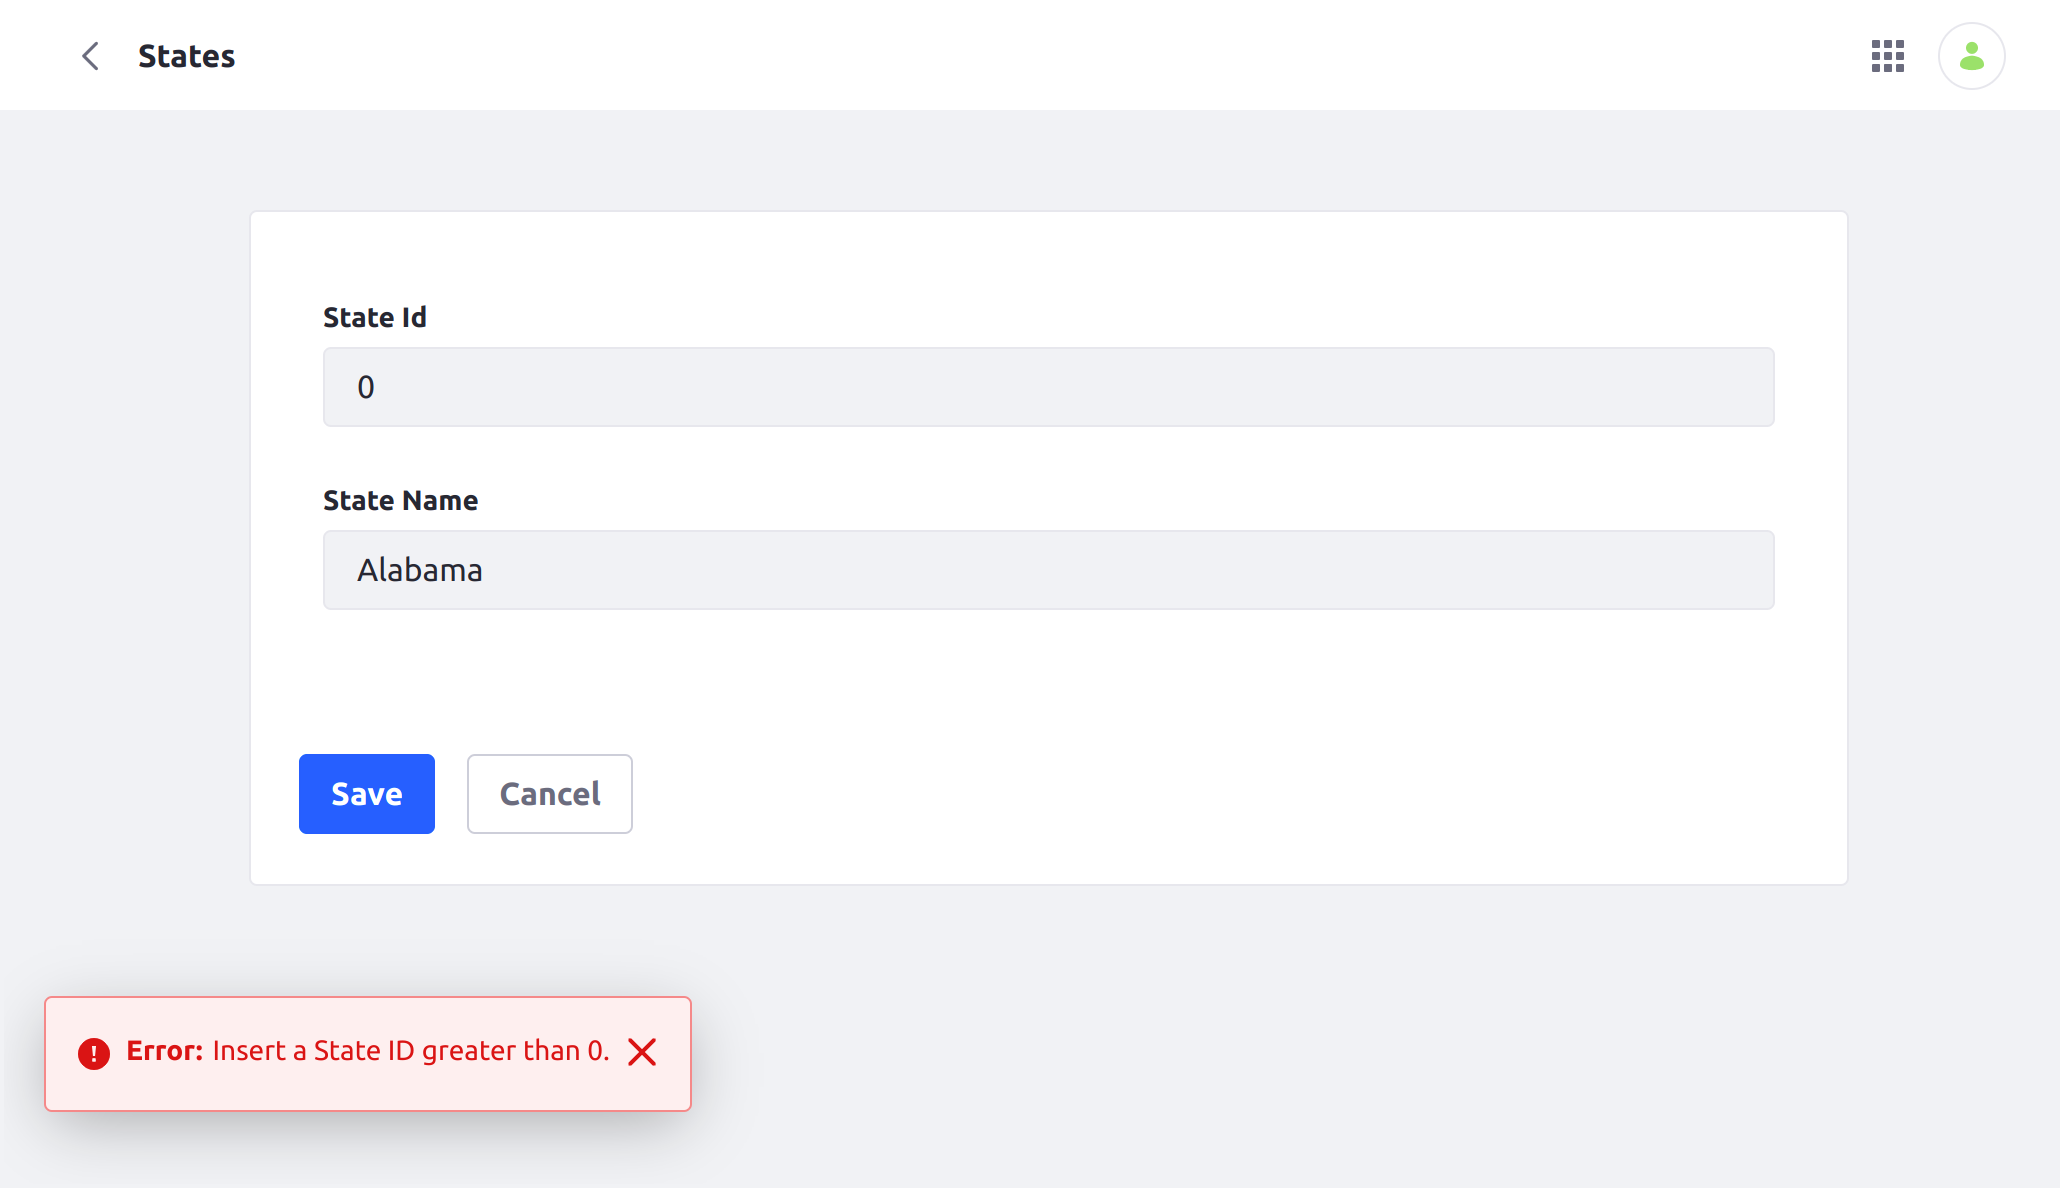 States
State Id
0
State Name
Alabama
Save Cancel
Error: Insert a State ID greater than 0.